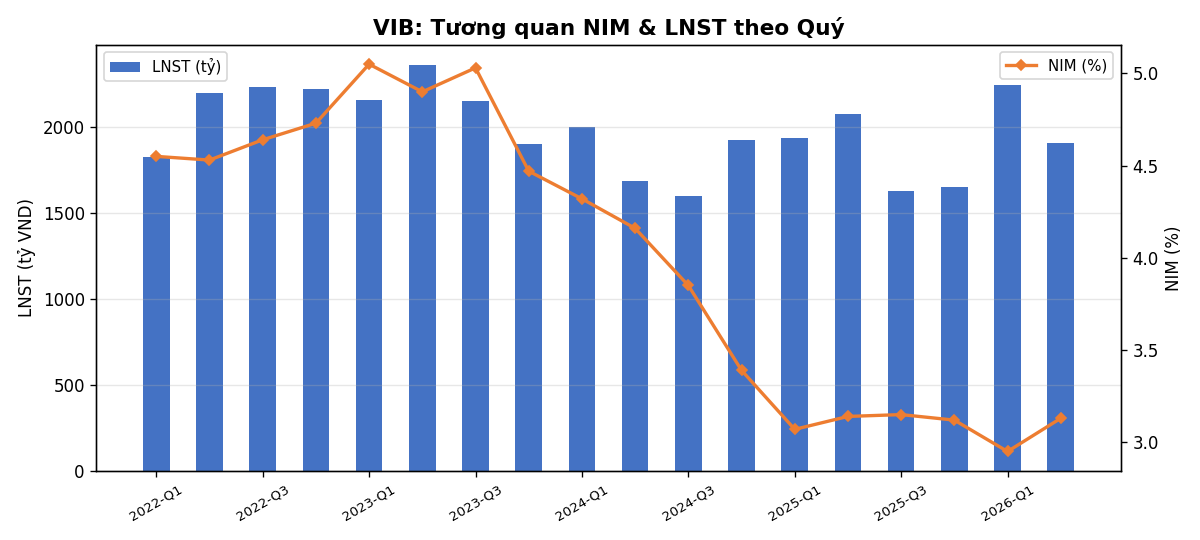 VIB: Tương quan NIM & LNST theo Quý
LNST (tỷ)
NIM (%)
LNST (tỷ VND)
2000
1500
1000
500
0
5.0
4.5
4.0
3.5
3.0
NIM (%)
2022-Q1
2022-Q3
2023-Q1
2023-Q3
2024-Q1
2024-Q3
2025-Q1
2025-Q3
2026-Q1